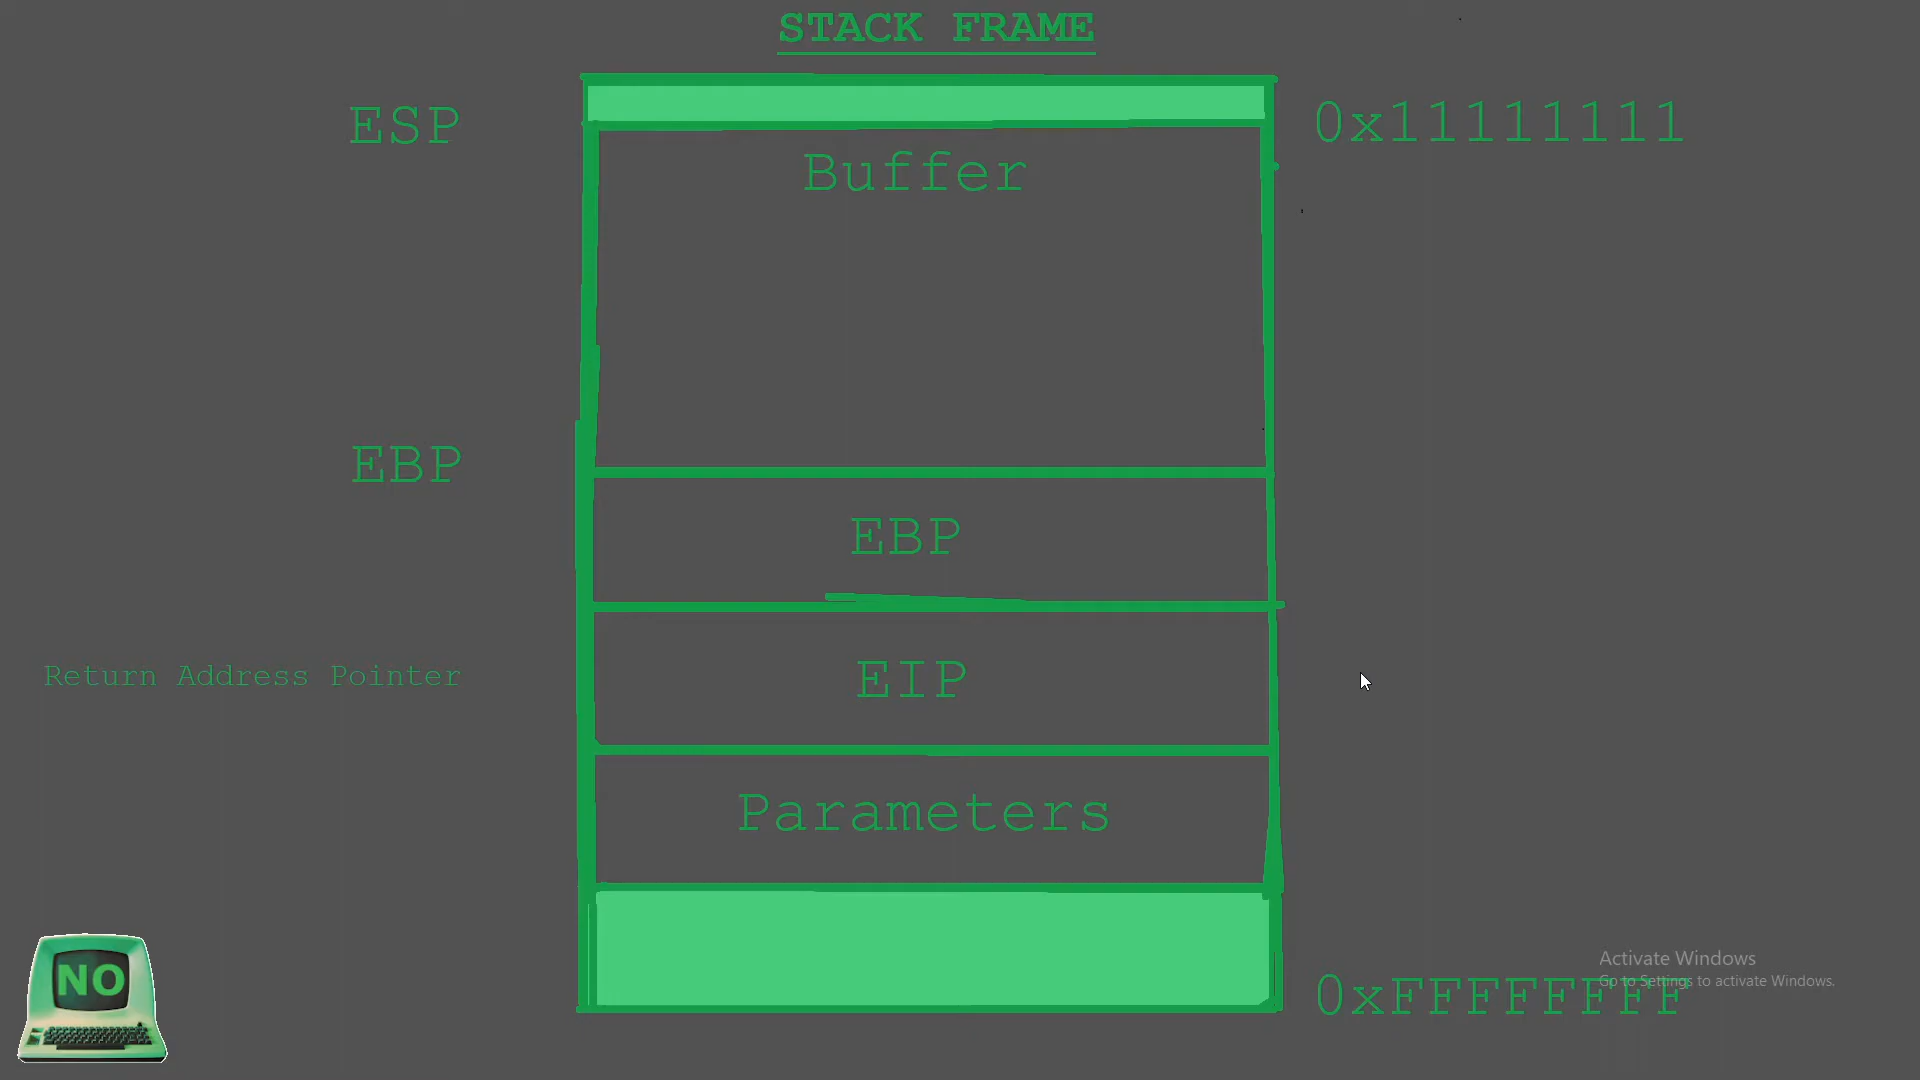 STACK FRAME
ESP
0x11111111
Buffer
EBP
EBP
EIP
Return Address Pointer
Parameters
NO
Activate Windows
Go to Settings to activate Windows.
0xFFFFFFFF